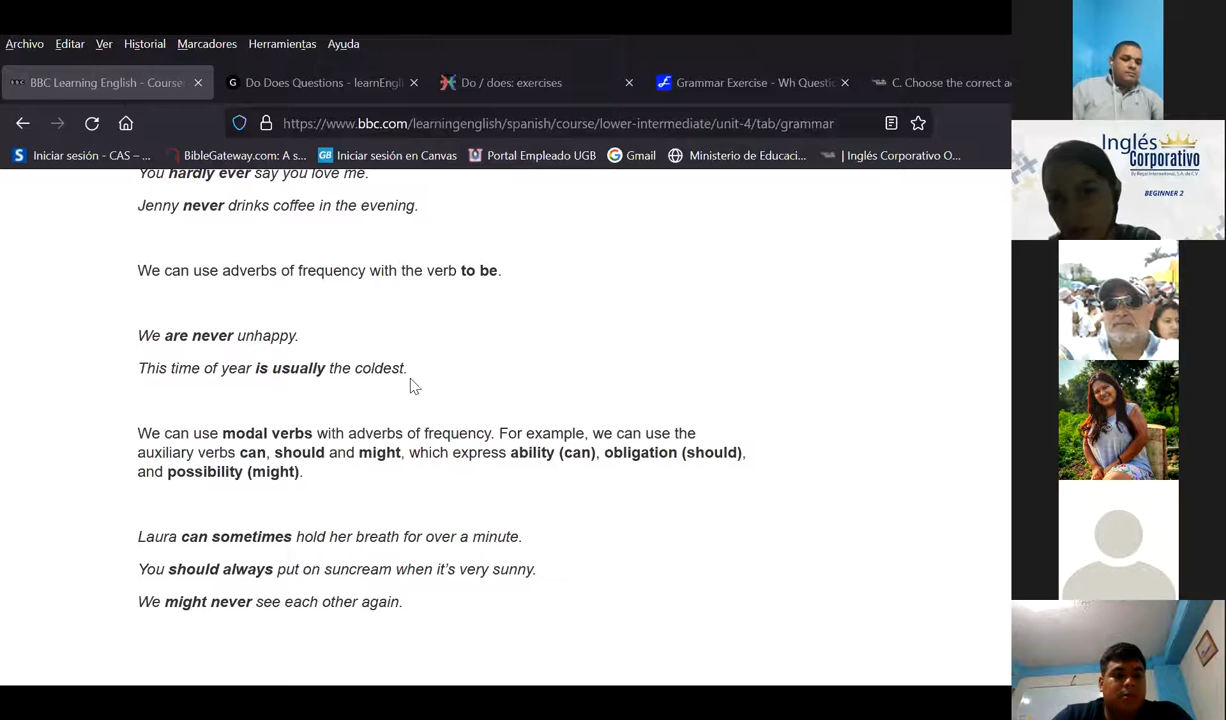 Archivo Editar Ver Historial Marcadores Herramientas Ayuda
BBC Learning English - Course Do Does Questions - learnEngli Do / does: exercises Grammar Exercise - Wh Questic C. Choose the correct a
https://www.bbc.com/learningenglish/spanish/course/lower-intermediate/unit-4/tab/grammar
Iniciar sesión - CAS – ... BibleGateway.com: A s... Iniciar sesión en Canvas Portal Empleado UGB Gmail Ministerio de Educaci... | Inglés Corporativo O...
You hardly ever say you love me.
Jenny never drinks coffee in the evening.
We can use adverbs of frequency with the verb to be.
We are never unhappy.
This time of year is usually the coldest.
We can use modal verbs with adverbs of frequency. For example, we can use the
auxiliary verbs can, should and might, which express ability (can), obligation (should),
and possibility (might).
Laura can sometimes hold her breath for over a minute.
You should always put on suncream when it's very sunny.
We might never see each other again.
Inglés
Corporativo
By Regal International, S.A. de C.V.
BEGINNER 2